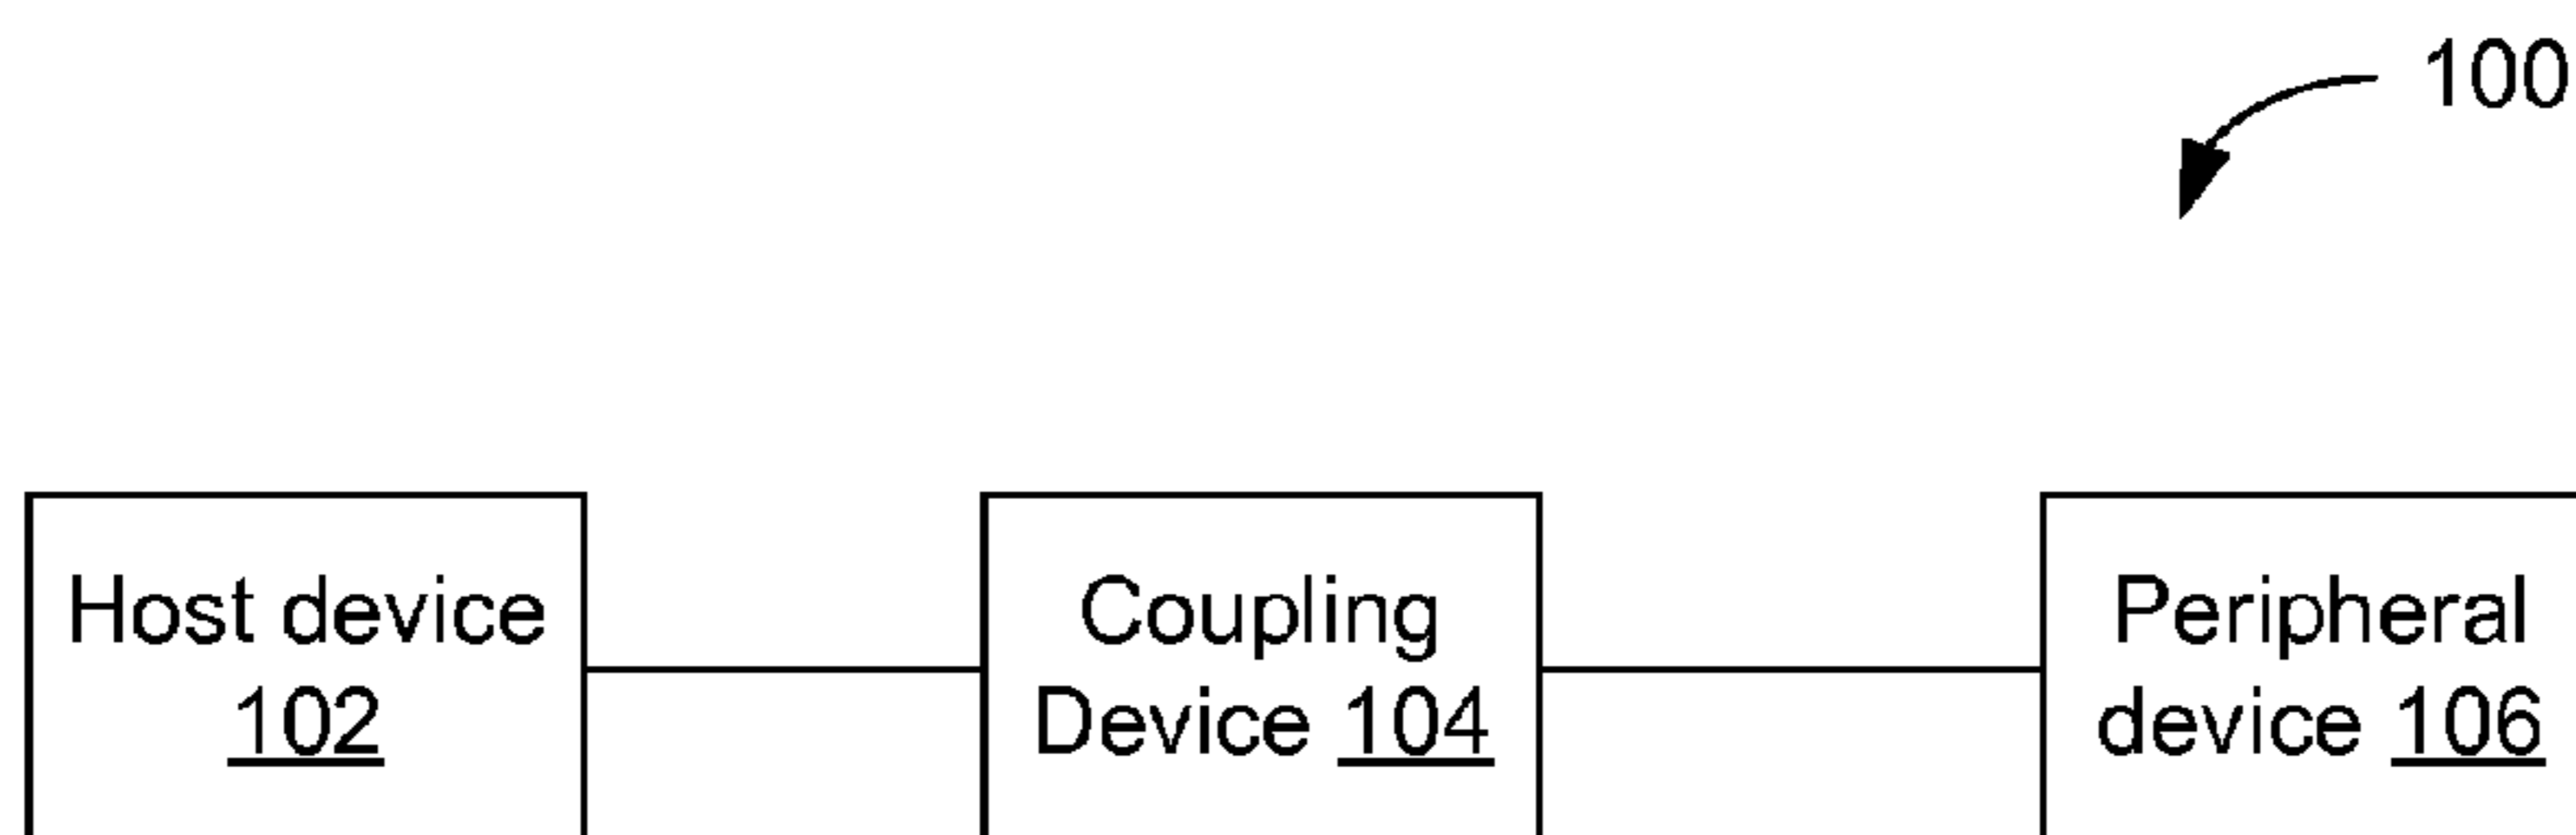 100
Host device
102
Coupling
Device 104
Peripheral
device 106